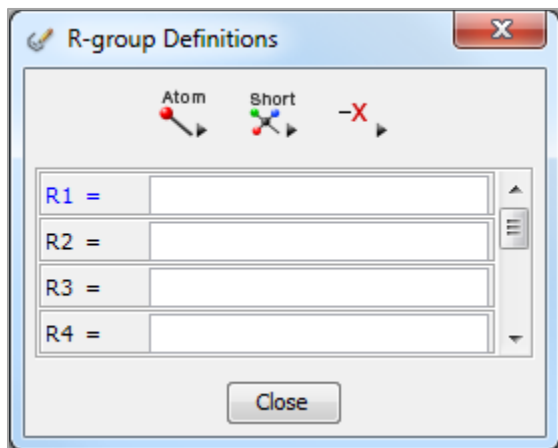 R-group Definitions
X
Atom
Short
-X
R1 =
R2 =
R3 =
R4 =
Close